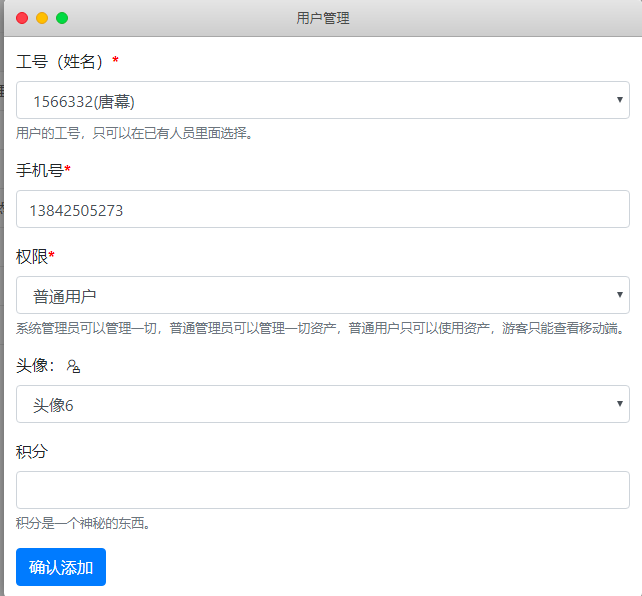 用户管理
工号（姓名）*
1566332(唐幕)
用户的工号，只可以在已有人员里面选择。
手机号*
13842505273
权限*
普通用户
系统管理员可以管理一切，普通管理员可以管理一切资产，普通用户只可以使用资产，游客只能查看移动端。
头像：
头像6
积分
积分是一个神秘的东西。
确认添加